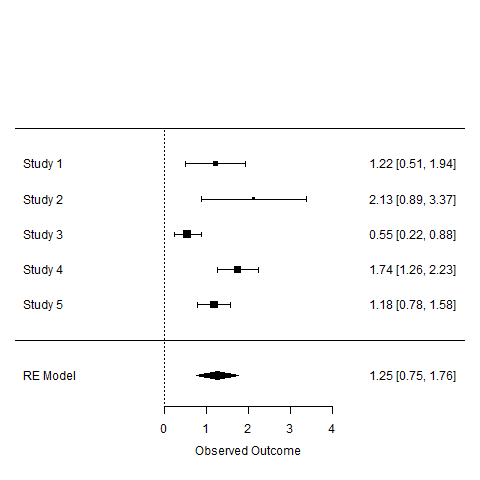 Study 1 1.22 [0.51, 1.94]
Study 2 2.13 [0.89, 3.37]
Study 3 0.55 [0.22, 0.88]
Study 4 1.74 [1.26, 2.23]
Study 5 1.18 [0.78, 1.58]
RE Model 1.25 [0.75, 1.76]
0 1 2 3 4
Observed Outcome